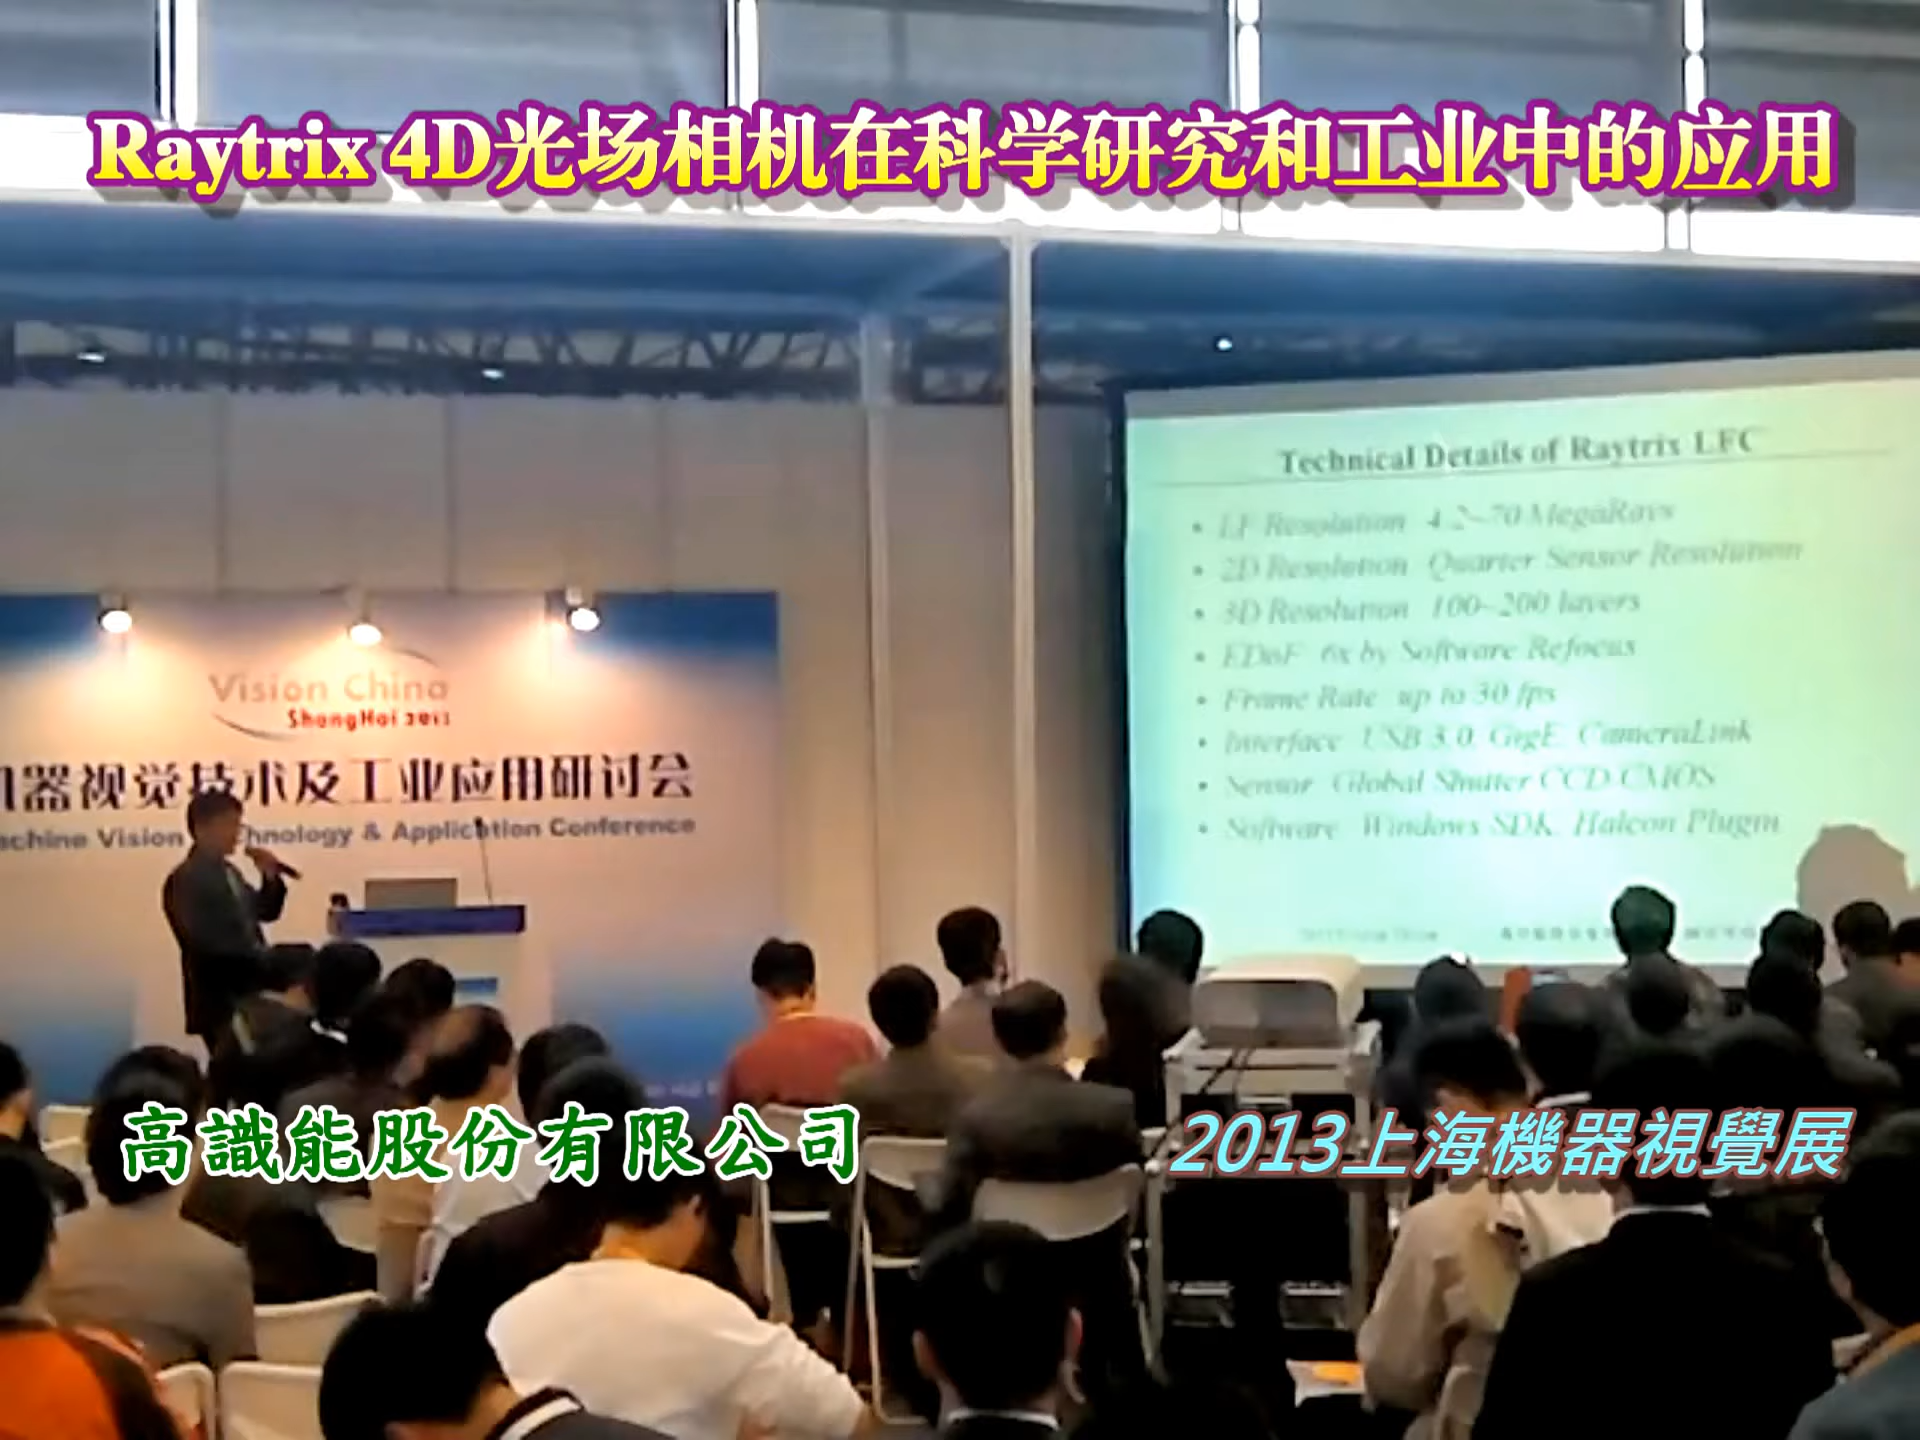 Raytrix 4D光场相机在科学研究和工业中的应用
Technical Details of Raytrix LFC
• LF Resolution 4.2~70 MegaRays
• 2D Resolution Quarter Sensor Resolution
• 3D Resolution 100~200 layers
• EDoF 6x by Software Refocus
• Frame Rate up to 30 fps
• Interface USB 3.0, GigE, CameraLink
• Sensor Global Shutter CCD/CMOS
• Software Windows SDK, Halcon Plugin
Vision China
ShangHai 2013
机器视觉技术及工业应用研讨会
achine Vision Technology & Application Conference
高識能股份有限公司
2013上海機器視覺展